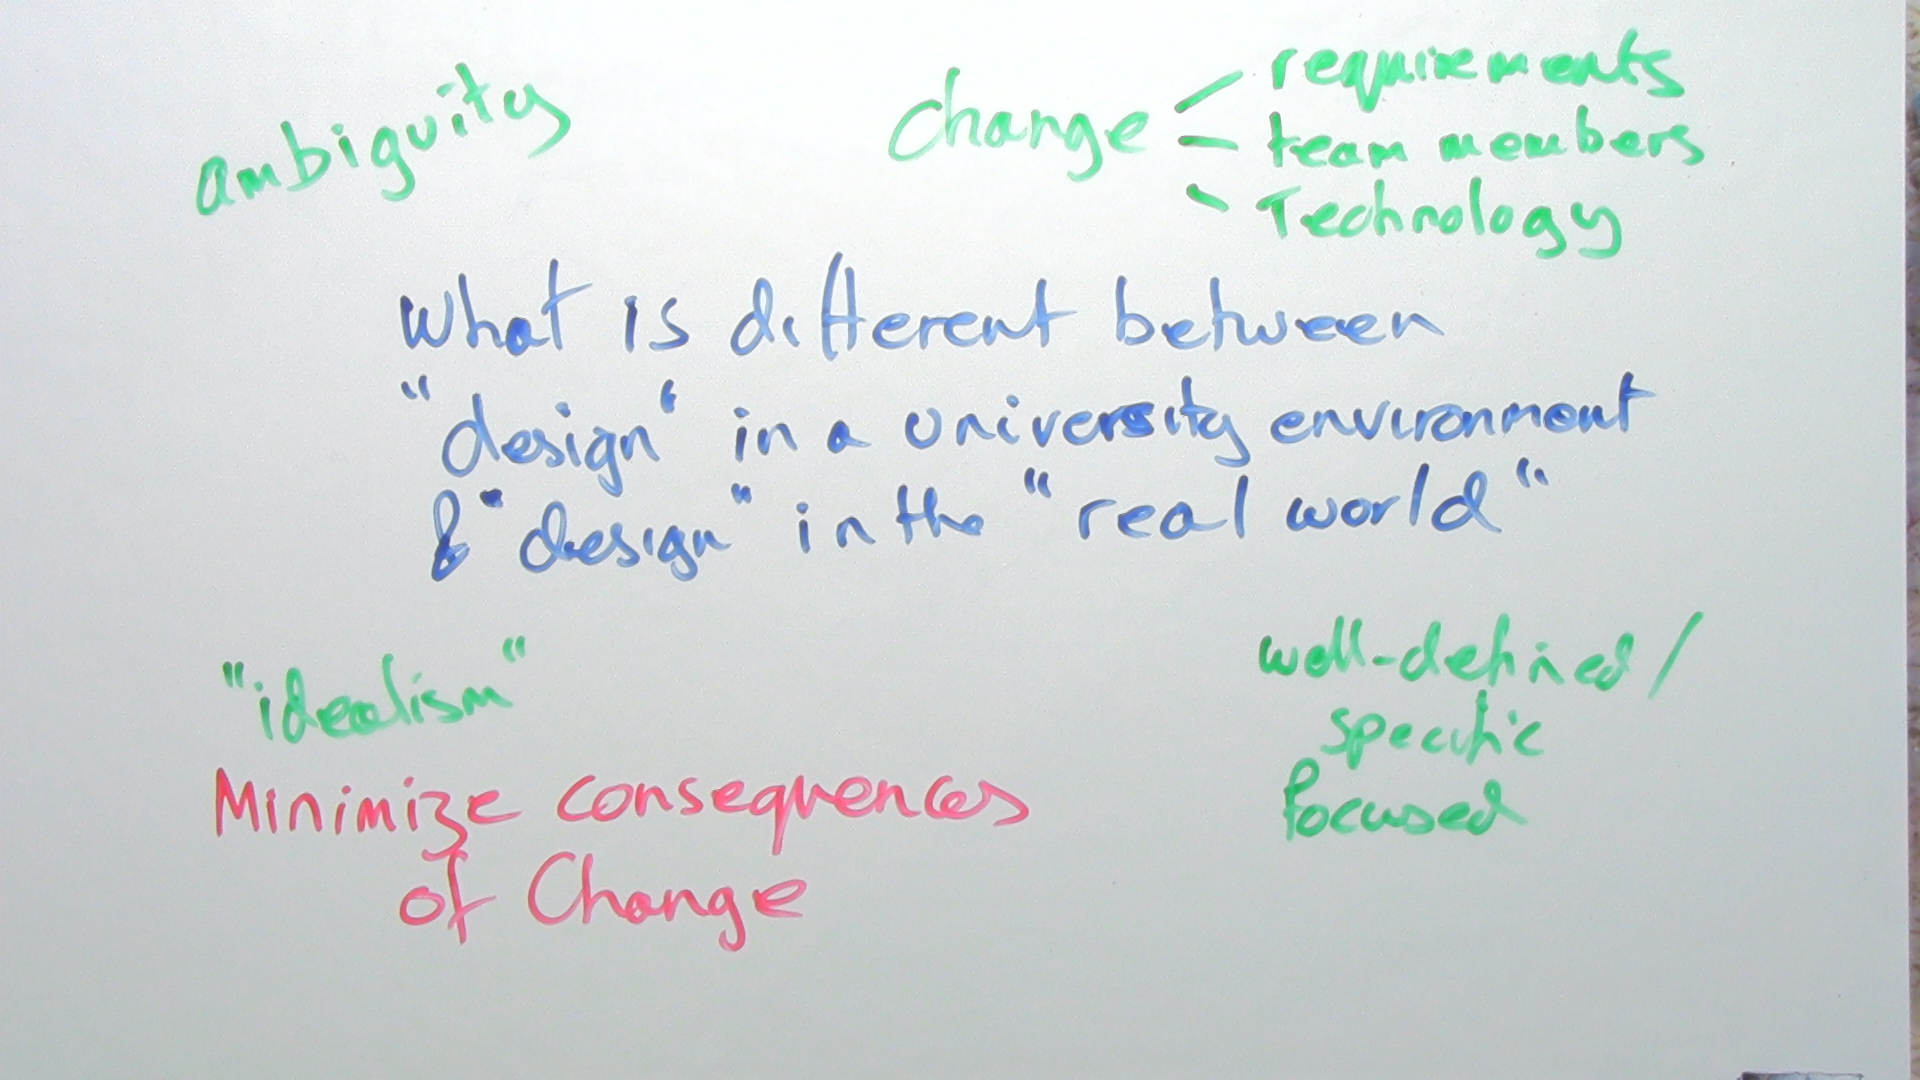 ambiguity
change
requirements
team members
Technology
What is different between
"design" in a university environment
& "design" in the "real world"
"idealism"
well-defined/
specific
focused
Minimize consequences
of Change